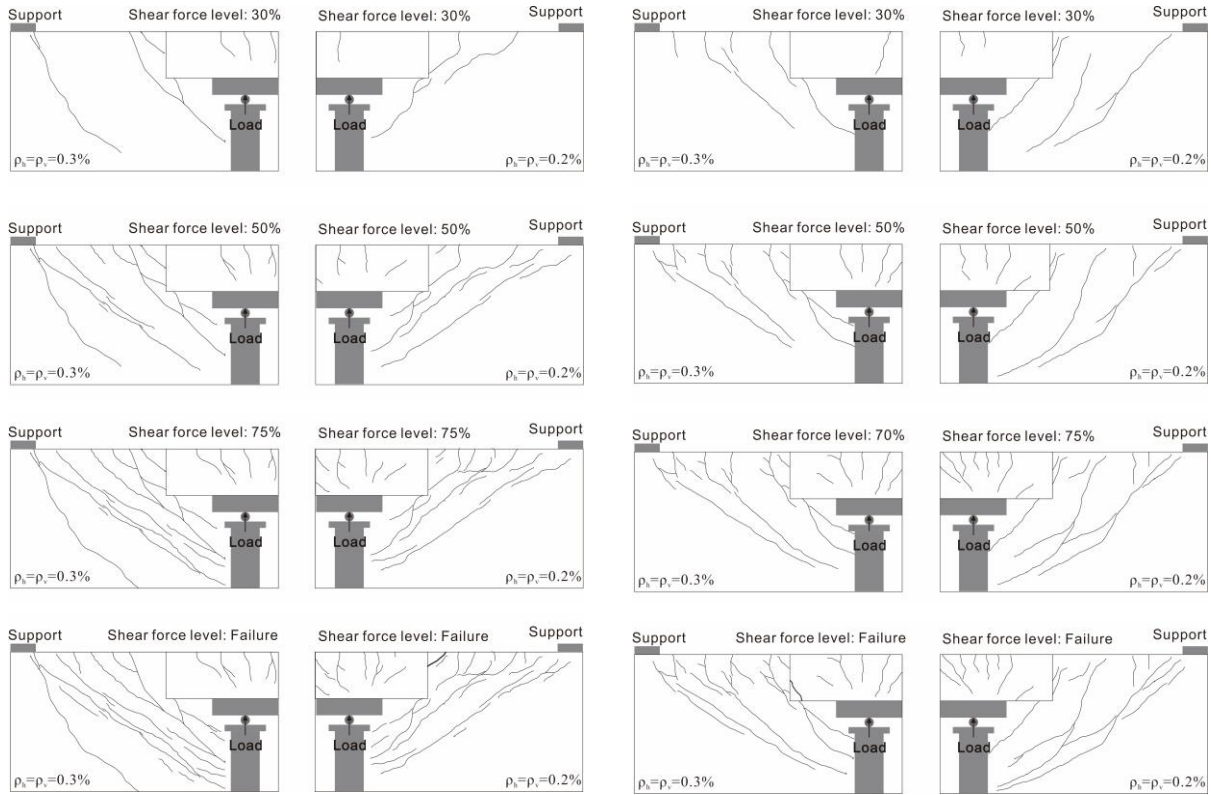 Support Shear force level: 30% Shear force level: 30% Support
Load Load
ρh=ρv=0.3% ρh=ρv=0.2%
Support Shear force level: 30% Shear force level: 30% Support
Load Load
ρh=ρv=0.3% ρh=ρv=0.2%
Support Shear force level: 50% Shear force level: 50% Support
Load Load
ρh=ρv=0.3% ρh=ρv=0.2%
Support Shear force level: 50% Shear force level: 50% Support
Load Load
ρh=ρv=0.3% ρh=ρv=0.2%
Support Shear force level: 75% Shear force level: 75% Support
Load Load
ρh=ρv=0.3% ρh=ρv=0.2%
Support Shear force level: 70% Shear force level: 75% Support
Load Load
ρh=ρv=0.3% ρh=ρv=0.2%
Support Shear force level: Failure Shear force level: Failure Support
Load Load
ρh=ρv=0.3% ρh=ρv=0.2%
Support Shear force level: Failure Shear force level: Failure Support
Load Load
ρh=ρv=0.3% ρh=ρv=0.2%